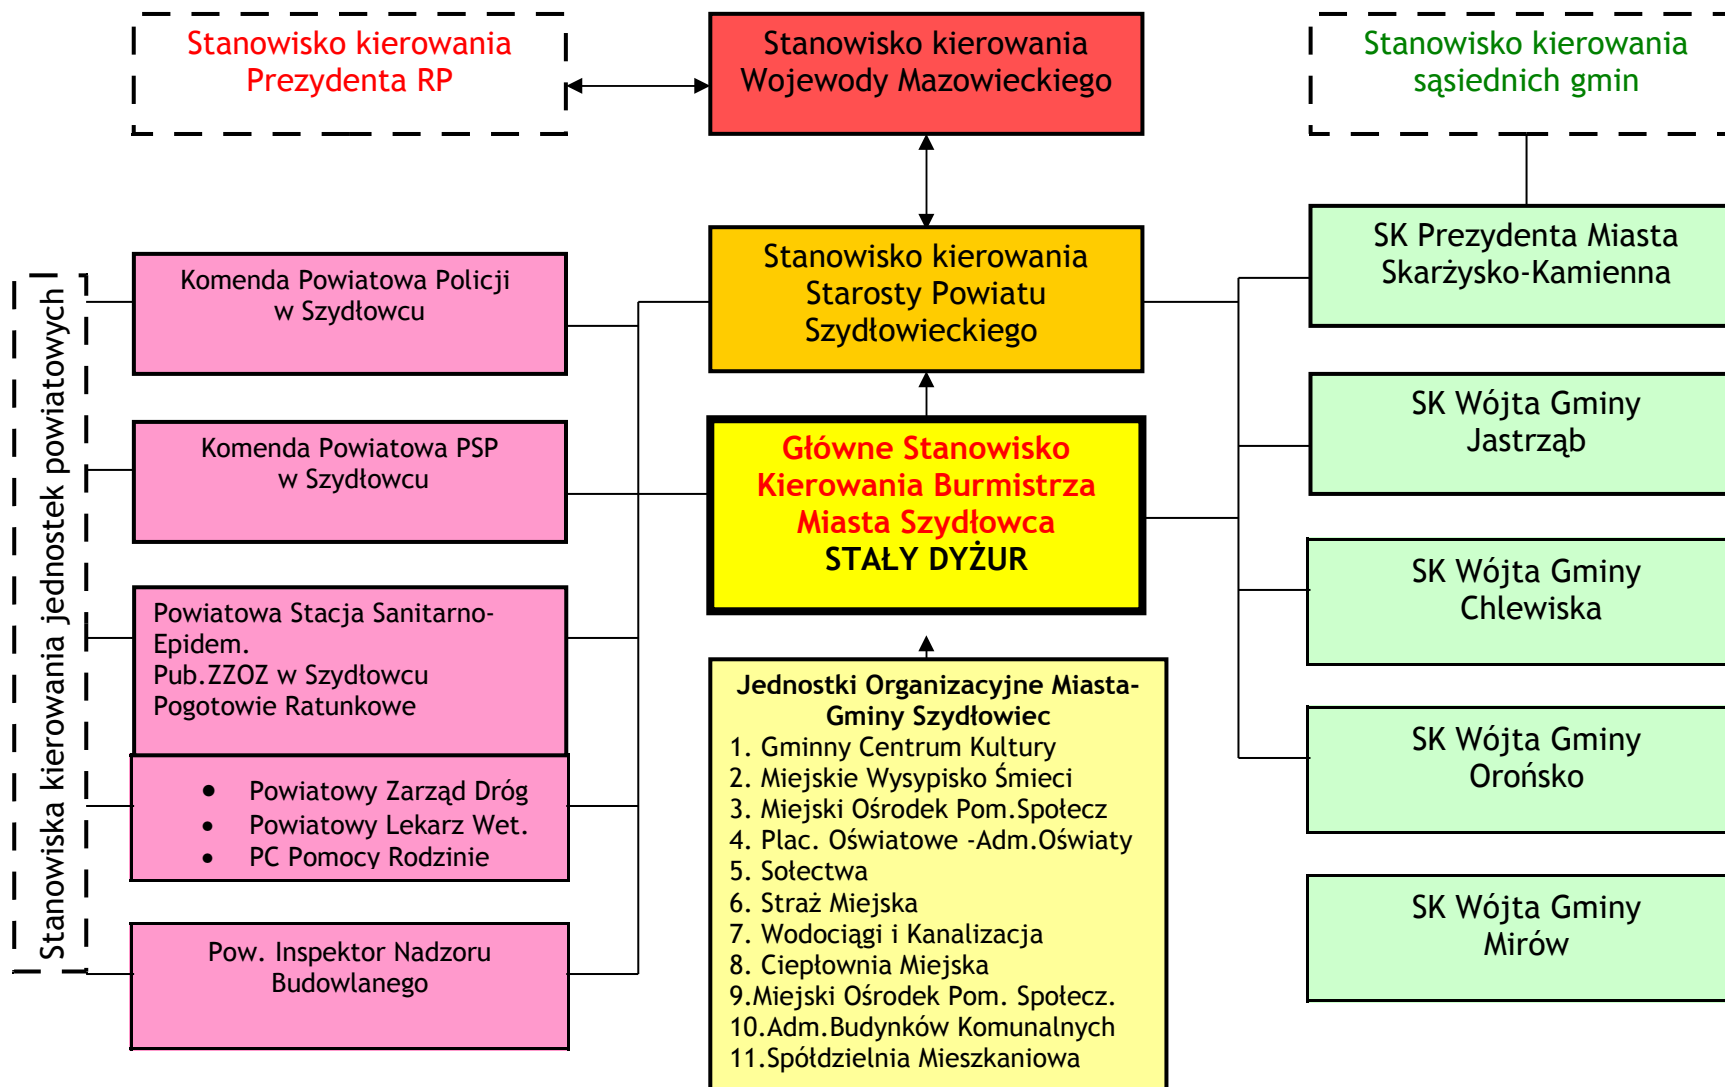 Stanowisko kierowania
Prezydenta RP
Stanowisko kierowania
Wojewody Mazowieckiego
Stanowisko kierowania
sąsiednich gmin
Stanowiska kierowania jednostek powiatowych
Komenda Powiatowa Policji
w Szydłowcu
Komenda Powiatowa PSP
w Szydłowcu
Powiatowa Stacja Sanitarno-
Epidem.
Pub.ZZOZ w Szydłowcu
Pogotowie Ratunkowe
• Powiatowy Zarząd Dróg
• Powiatowy Lekarz Wet.
• PC Pomocy Rodzinie
Pow. Inspektor Nadzoru
Budowlanego
Stanowisko kierowania
Starosty Powiatu
Szydłowieckiego
Główne Stanowisko
Kierowania Burmistrza
Miasta Szydłowca
STAŁY DYŻUR
Jednostki Organizacyjne Miasta-
Gminy Szydłowiec
1. Gminny Centrum Kultury
2. Miejskie Wysypisko Śmieci
3. Miejski Ośrodek Pom.Społecz
4. Plac. Oświatowe -Adm.Oświaty
5. Sołectwa
6. Straż Miejska
7. Wodociągi i Kanalizacja
8. Ciepłownia Miejska
9.Miejski Ośrodek Pom. Społecz.
10.Adm.Budynków Komunalnych
11.Spółdzielnia Mieszkaniowa
SK Prezydenta Miasta
Skarżysko-Kamienna
SK Wójta Gminy
Jastrząb
SK Wójta Gminy
Chlewiska
SK Wójta Gminy
Orońsko
SK Wójta Gminy
Mirów